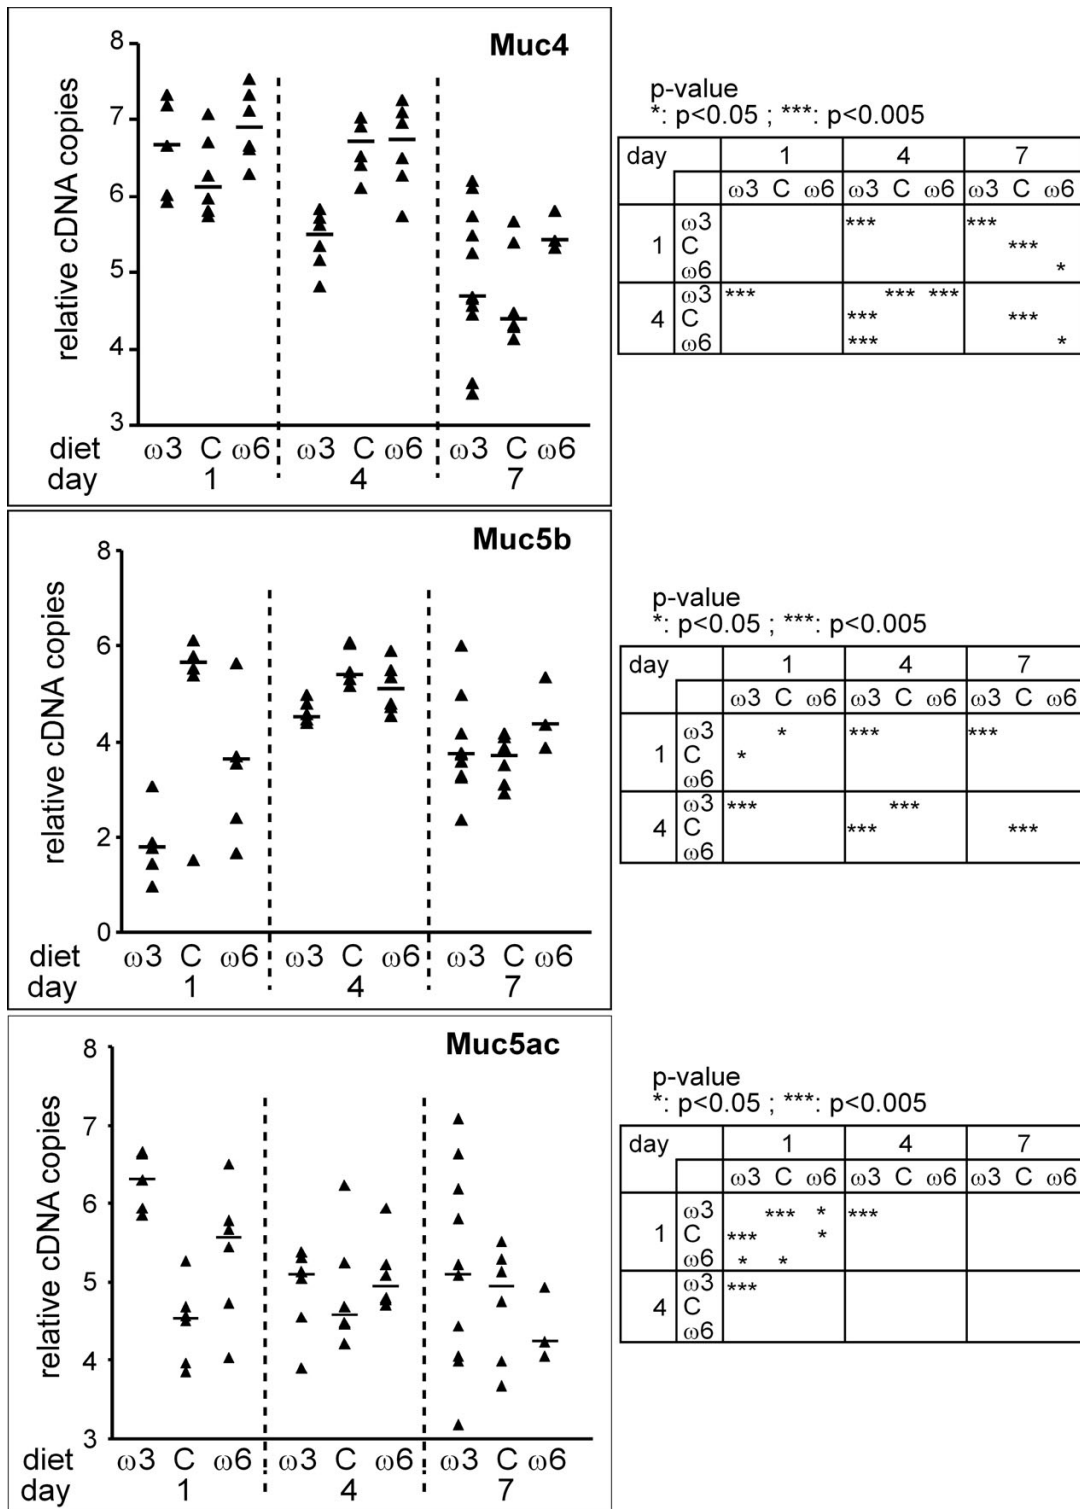 Muc4
8
7
6
5
4
3
relative cDNA copies
diet ω3 C ω6 ω3 C ω6 ω3 C ω6
day 1 4 7
p-value
*: p<0.05 ; ***: p<0.005
day 1 4 7
ω3 C ω6 ω3 C ω6 ω3 C ω6
ω3 *** ***
1 C ***
ω6 *
ω3 *** *** ***
4 C *** ***
ω6 *** *
Muc5b
8
6
4
2
0
relative cDNA copies
diet ω3 C ω6 ω3 C ω6 ω3 C ω6
day 1 4 7
p-value
*: p<0.05 ; ***: p<0.005
day 1 4 7
ω3 C ω6 ω3 C ω6 ω3 C ω6
ω3 * *** ***
1 C *
ω6
ω3 *** ***
4 C *** ***
ω6
Muc5ac
8
7
6
5
4
3
relative cDNA copies
diet ω3 C ω6 ω3 C ω6 ω3 C ω6
day 1 4 7
p-value
*: p<0.05 ; ***: p<0.005
day 1 4 7
ω3 C ω6 ω3 C ω6 ω3 C ω6
ω3 *** * ***
1 C *** *
ω6 * *
ω3 ***
4 C
ω6